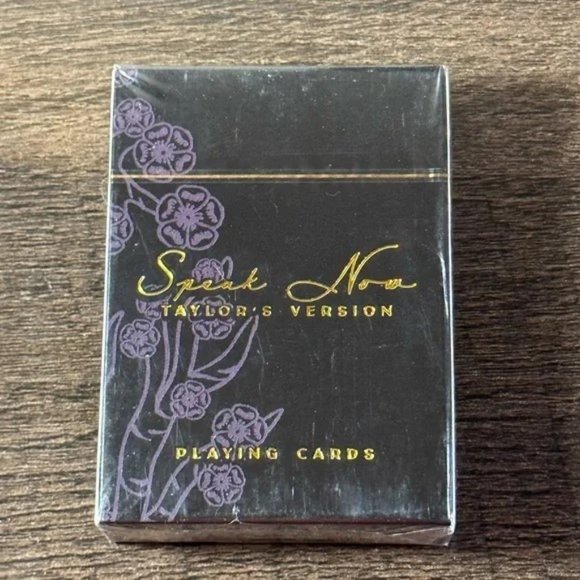 Speak Now
TAYLOR'S VERSION
PLAYING CARDS